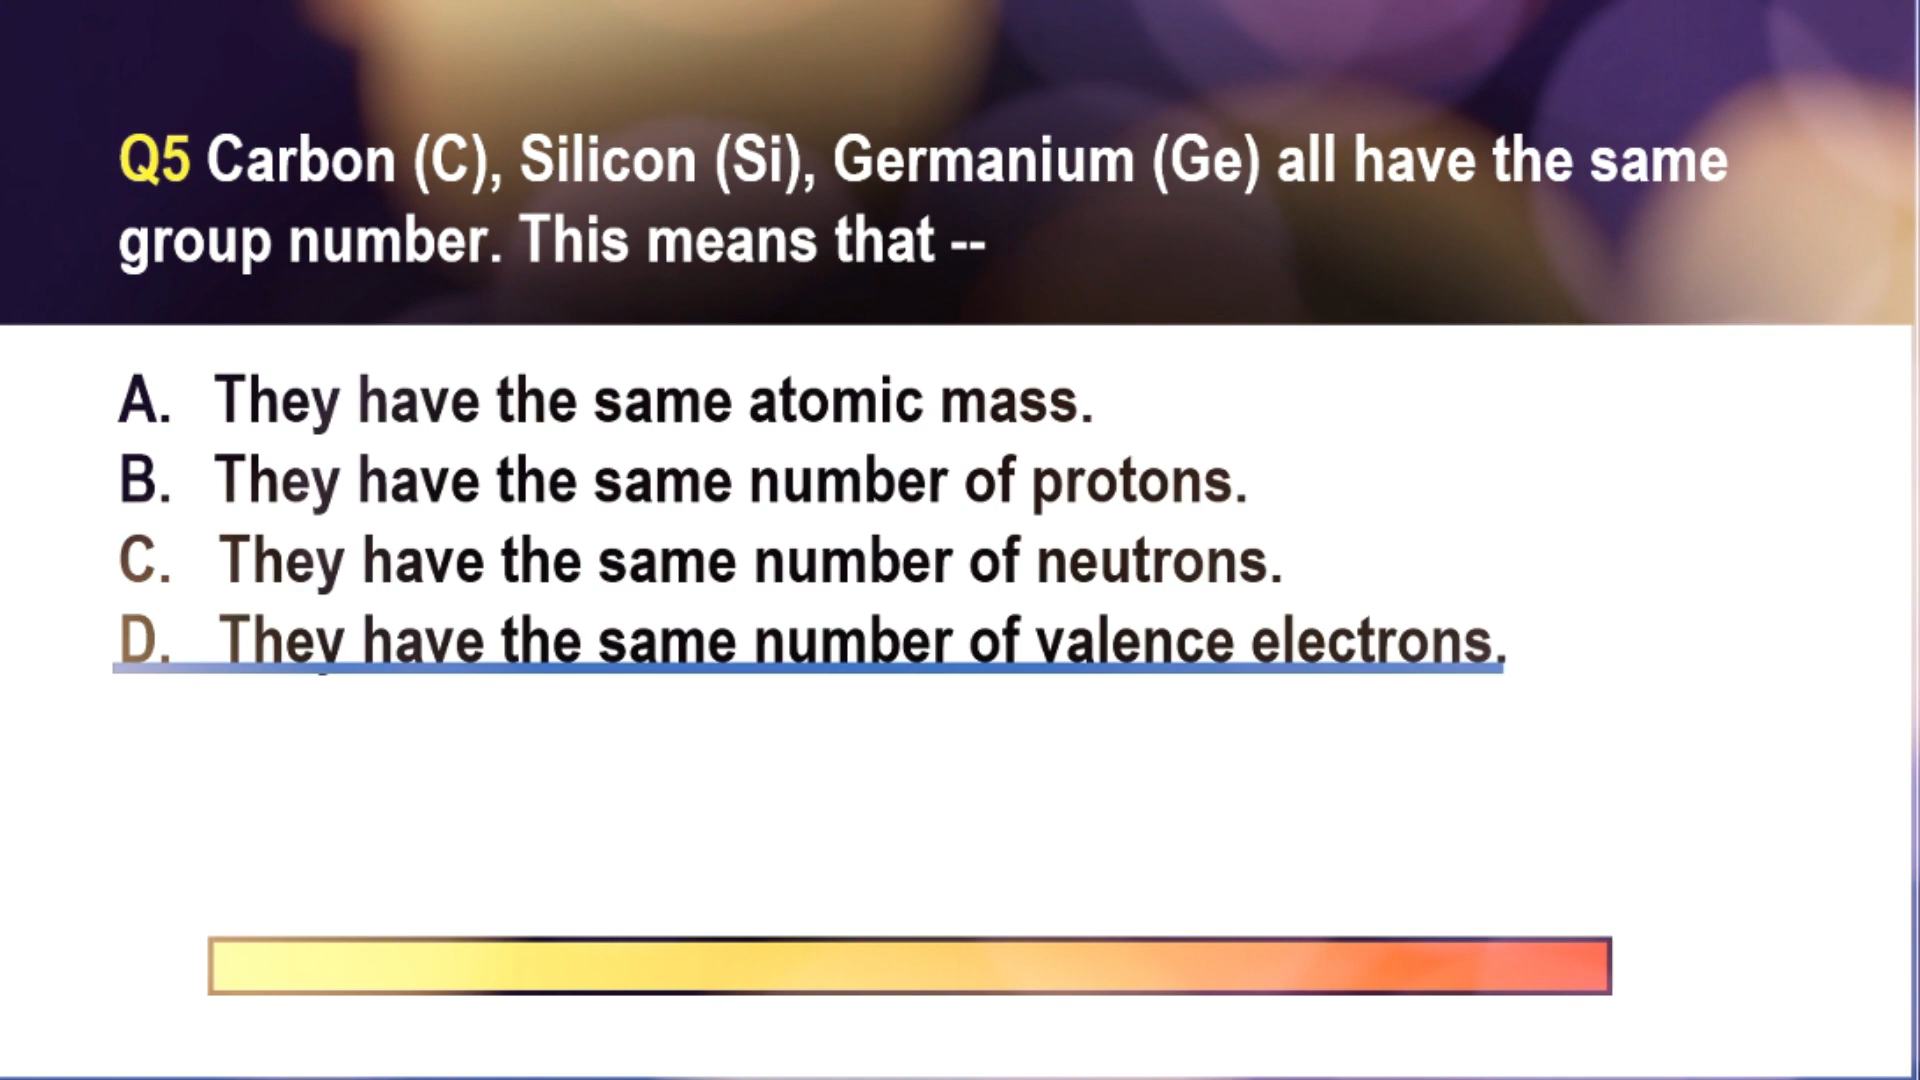 Q5 Carbon (C), Silicon (Si), Germanium (Ge) all have the same
group number. This means that --
A. They have the same atomic mass.
B. They have the same number of protons.
C. They have the same number of neutrons.
D. They have the same number of valence electrons.